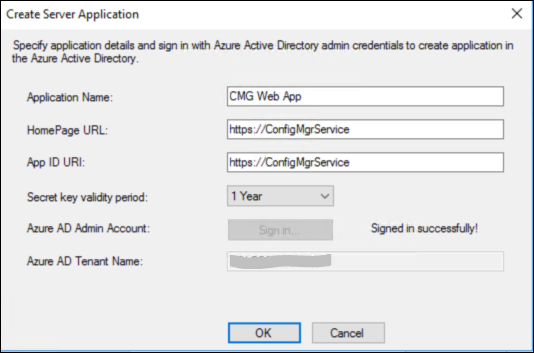 Create Server Application
Specify application details and sign in with Azure Active Directory admin credentials to create application in
the Azure Active Directory.
Application Name: CMG Web App
HomePage URL: https://ConfigMgrService
App ID URI: https://ConfigMgrService
Secret key validity period: 1 Year
Azure AD Admin Account: Sign in... Signed in successfully!
Azure AD Tenant Name:
OK Cancel